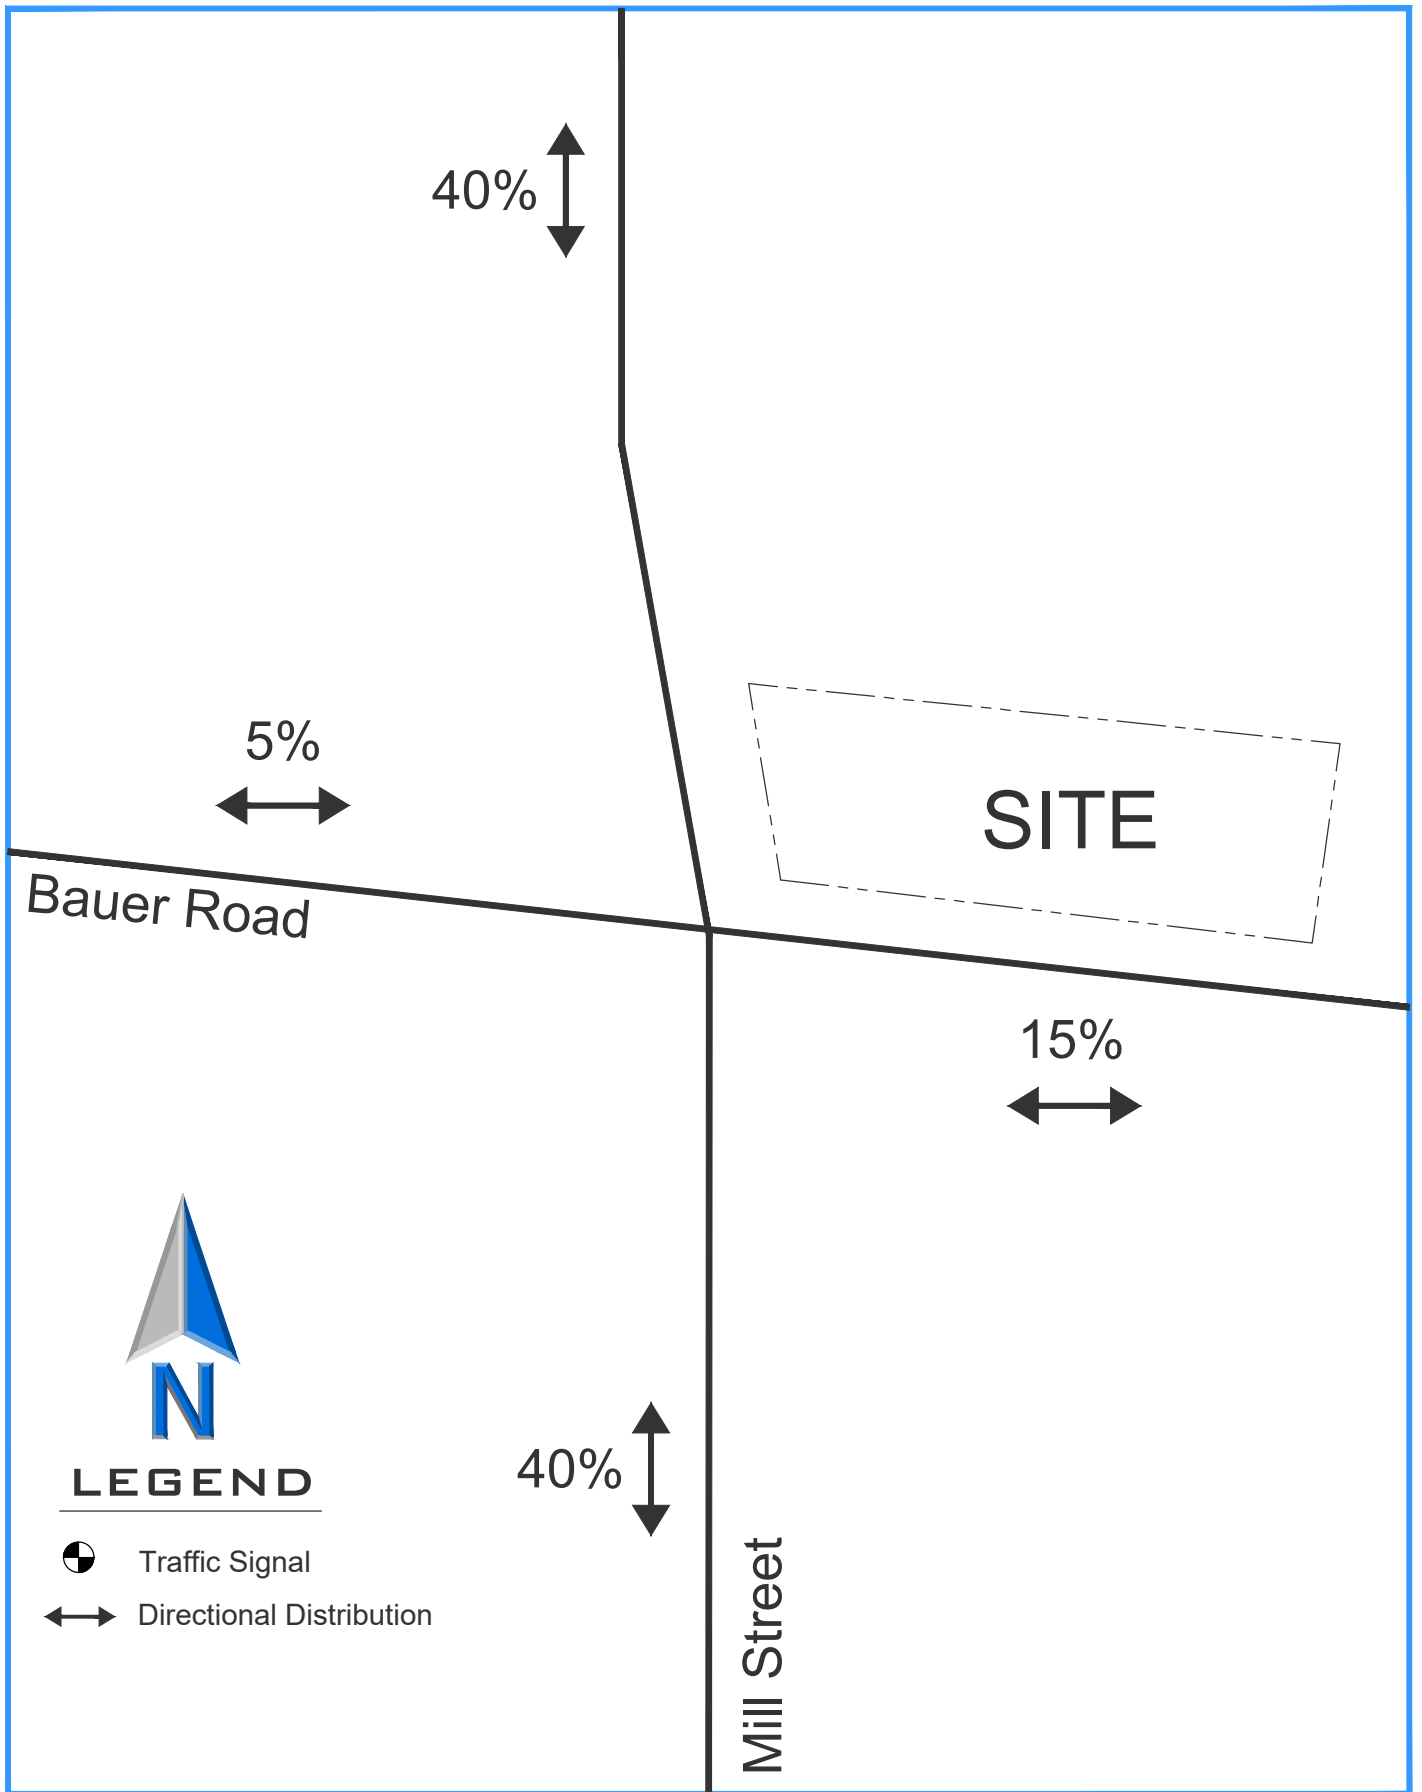 40%
5%
SITE
Bauer Road
15%
N
40%
LEGEND
Mill Street
Traffic Signal
Directional Distribution